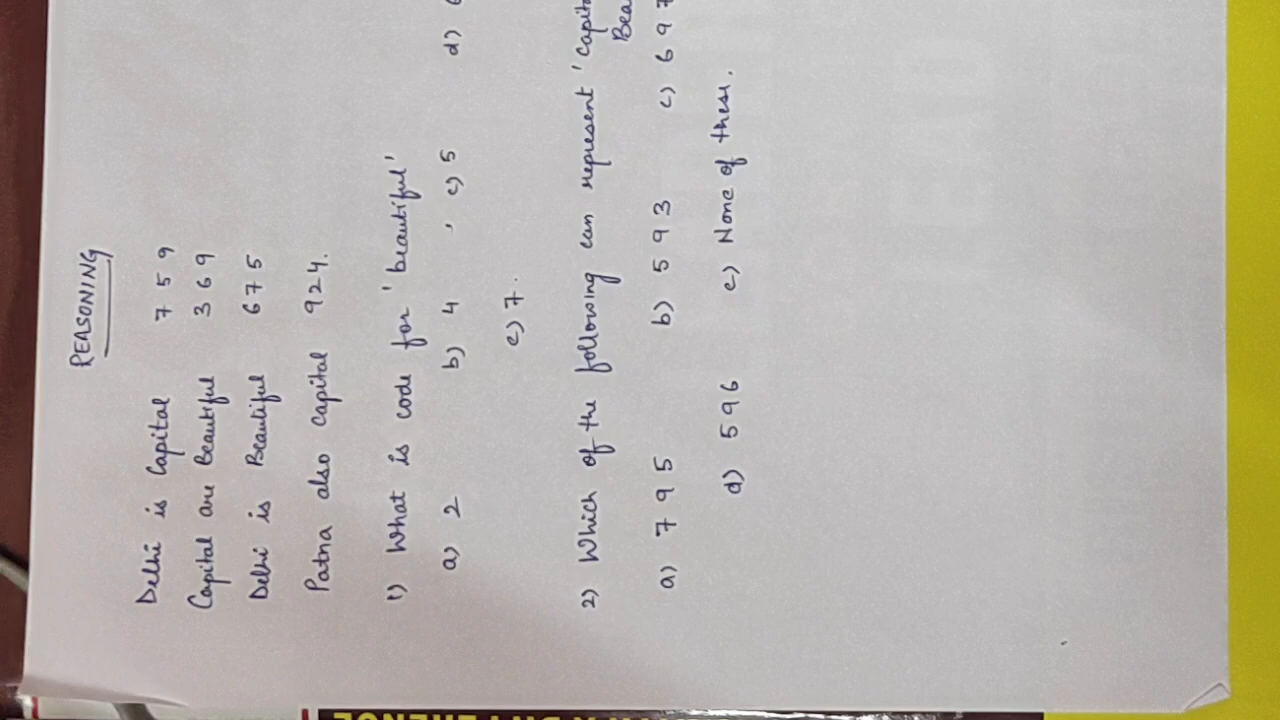 REASONING
Delhi is Capital 7 5 9
Capital are Beautiful 3 6 9
Delhi is Beautiful 6 7 5
Patna also capital 9 2 4.
1) What is code for 'beautiful'
a) 2 b) 4 , c) 5 d)
e) 7.
2) Which of the following can represent 'Capita
Bea
a) 7 9 5 b) 5 9 3 c) 6 9 7
d) 5 9 6 e) None of these.